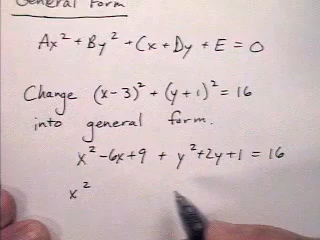 General Form
Ax² + By² + Cx + Dy + E = 0
Change (x-3)² + (y+1)² = 16
into general form.
x² - 6x + 9 + y² + 2y + 1 = 16
x²